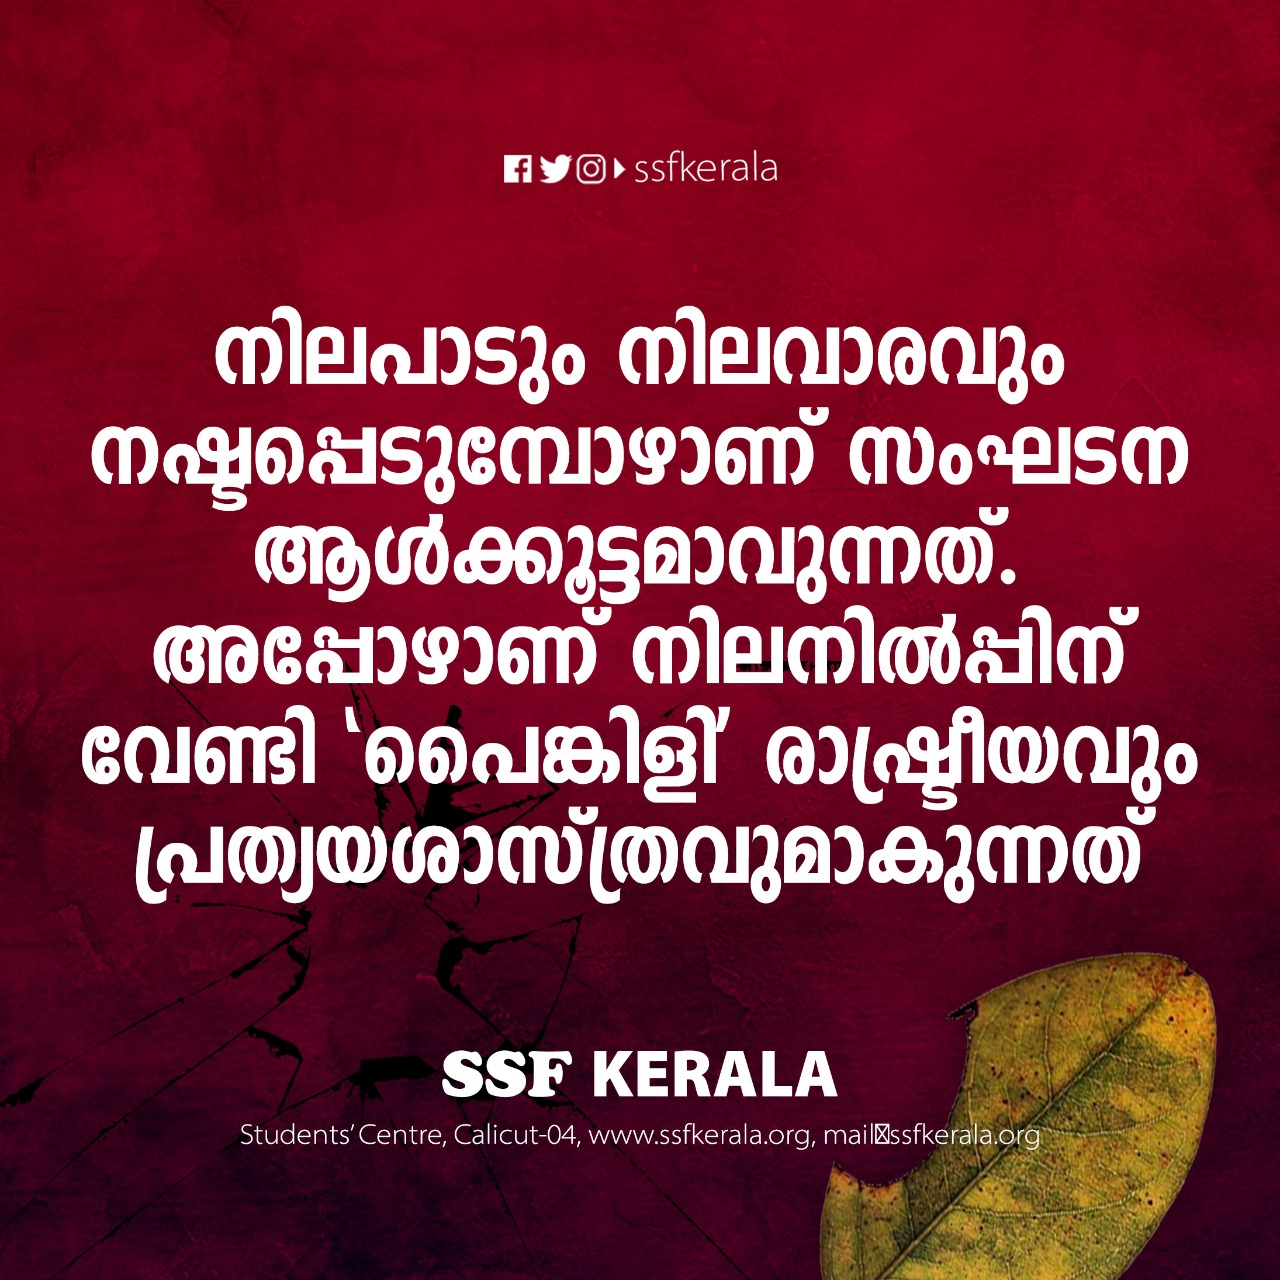 ssfkerala
നിലപാടും നിലവാരവും
നഷ്ടപ്പെടുമ്പോഴാണ് സംഘടന
ആൾക്കൂട്ടമാവുന്നത്.
അപ്പോഴാണ് നിലനിൽപ്പിന്
വേണ്ടി ‘പൈങ്കിളി’ രാഷ്ട്രീയവും
പ്രത്യയശാസ്ത്രവുമാകുന്നത്
SSF KERALA
Students’ Centre, Calicut-04, www.ssfkerala.org, mail☒ssfkerala.org